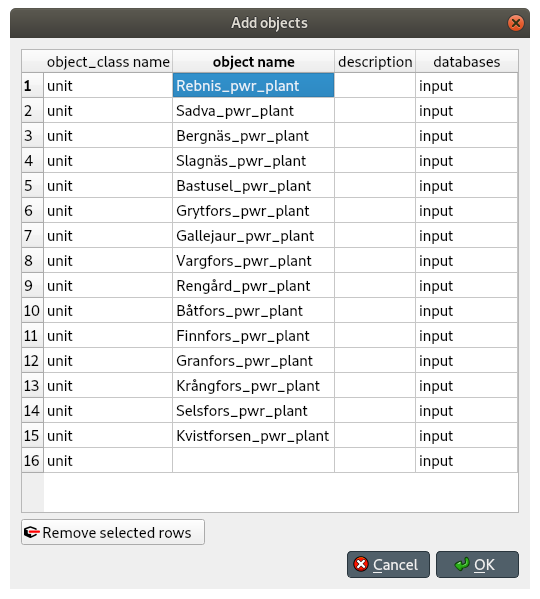 Add objects
object_class name object name description databases
1 unit Rebnis_pwr_plant input
2 unit Sadva_pwr_plant input
3 unit Bergnäs_pwr_plant input
4 unit Slagnäs_pwr_plant input
5 unit Bastusel_pwr_plant input
6 unit Grytfors_pwr_plant input
7 unit Gallejaur_pwr_plant input
8 unit Vargfors_pwr_plant input
9 unit Rengård_pwr_plant input
10 unit Båtfors_pwr_plant input
11 unit Finnfors_pwr_plant input
12 unit Granfors_pwr_plant input
13 unit Krångfors_pwr_plant input
14 unit Selsfors_pwr_plant input
15 unit Kvistforsen_pwr_plant input
16 unit input
Remove selected rows
Cancel OK